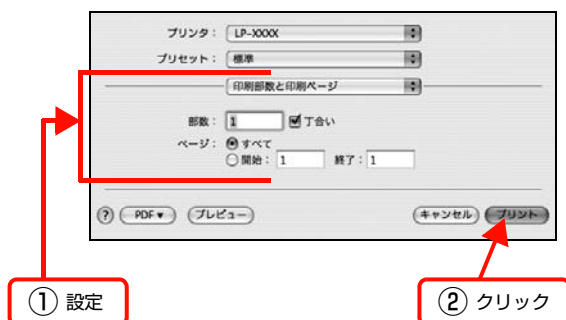 プリンタ： LP-XXXX
プリセット： 標準
印刷部数と印刷ページ
部数： 1 丁合い
ページ： すべて
開始： 1 終了： 1
? PDF▼ プレビュー キャンセル プリント
① 設定 ② クリック